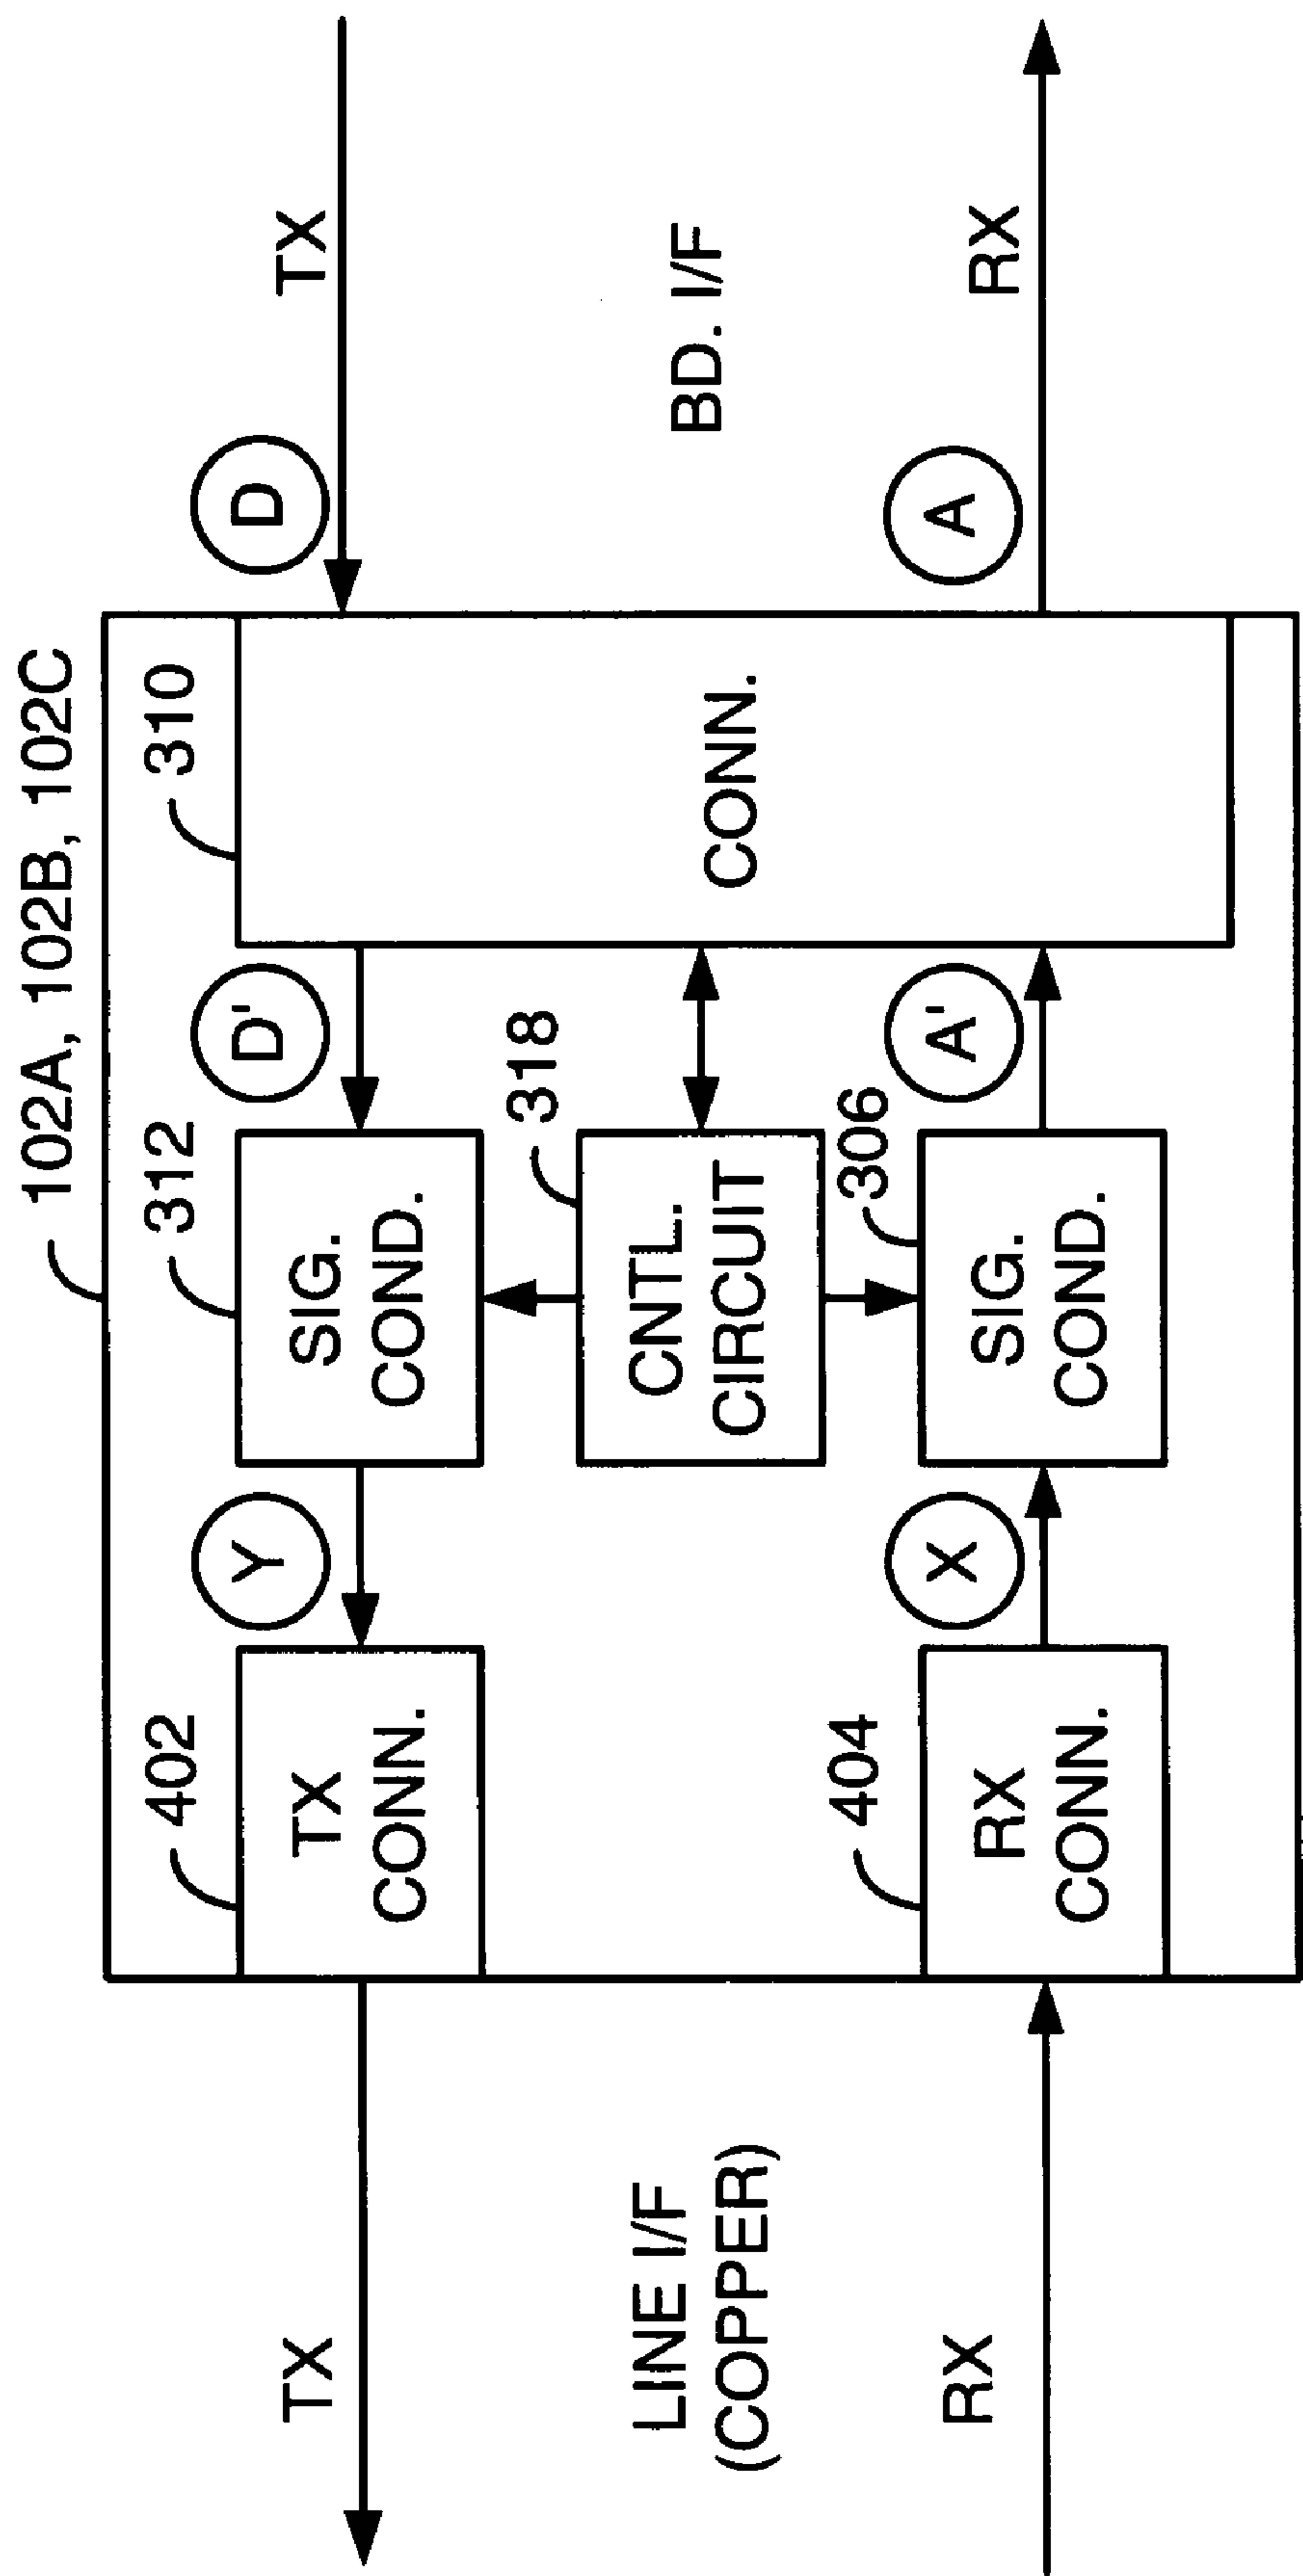 102A, 102B, 102C
402
312
310
TX
Y
D'
D
TX
TX
CONN.
SIG.
COND.
318
LINE I/F
(COPPER)
CNTL.
CIRCUIT
CONN.
BD. I/F
404
306
RX
X
A'
A
RX
RX
CONN.
SIG.
COND.